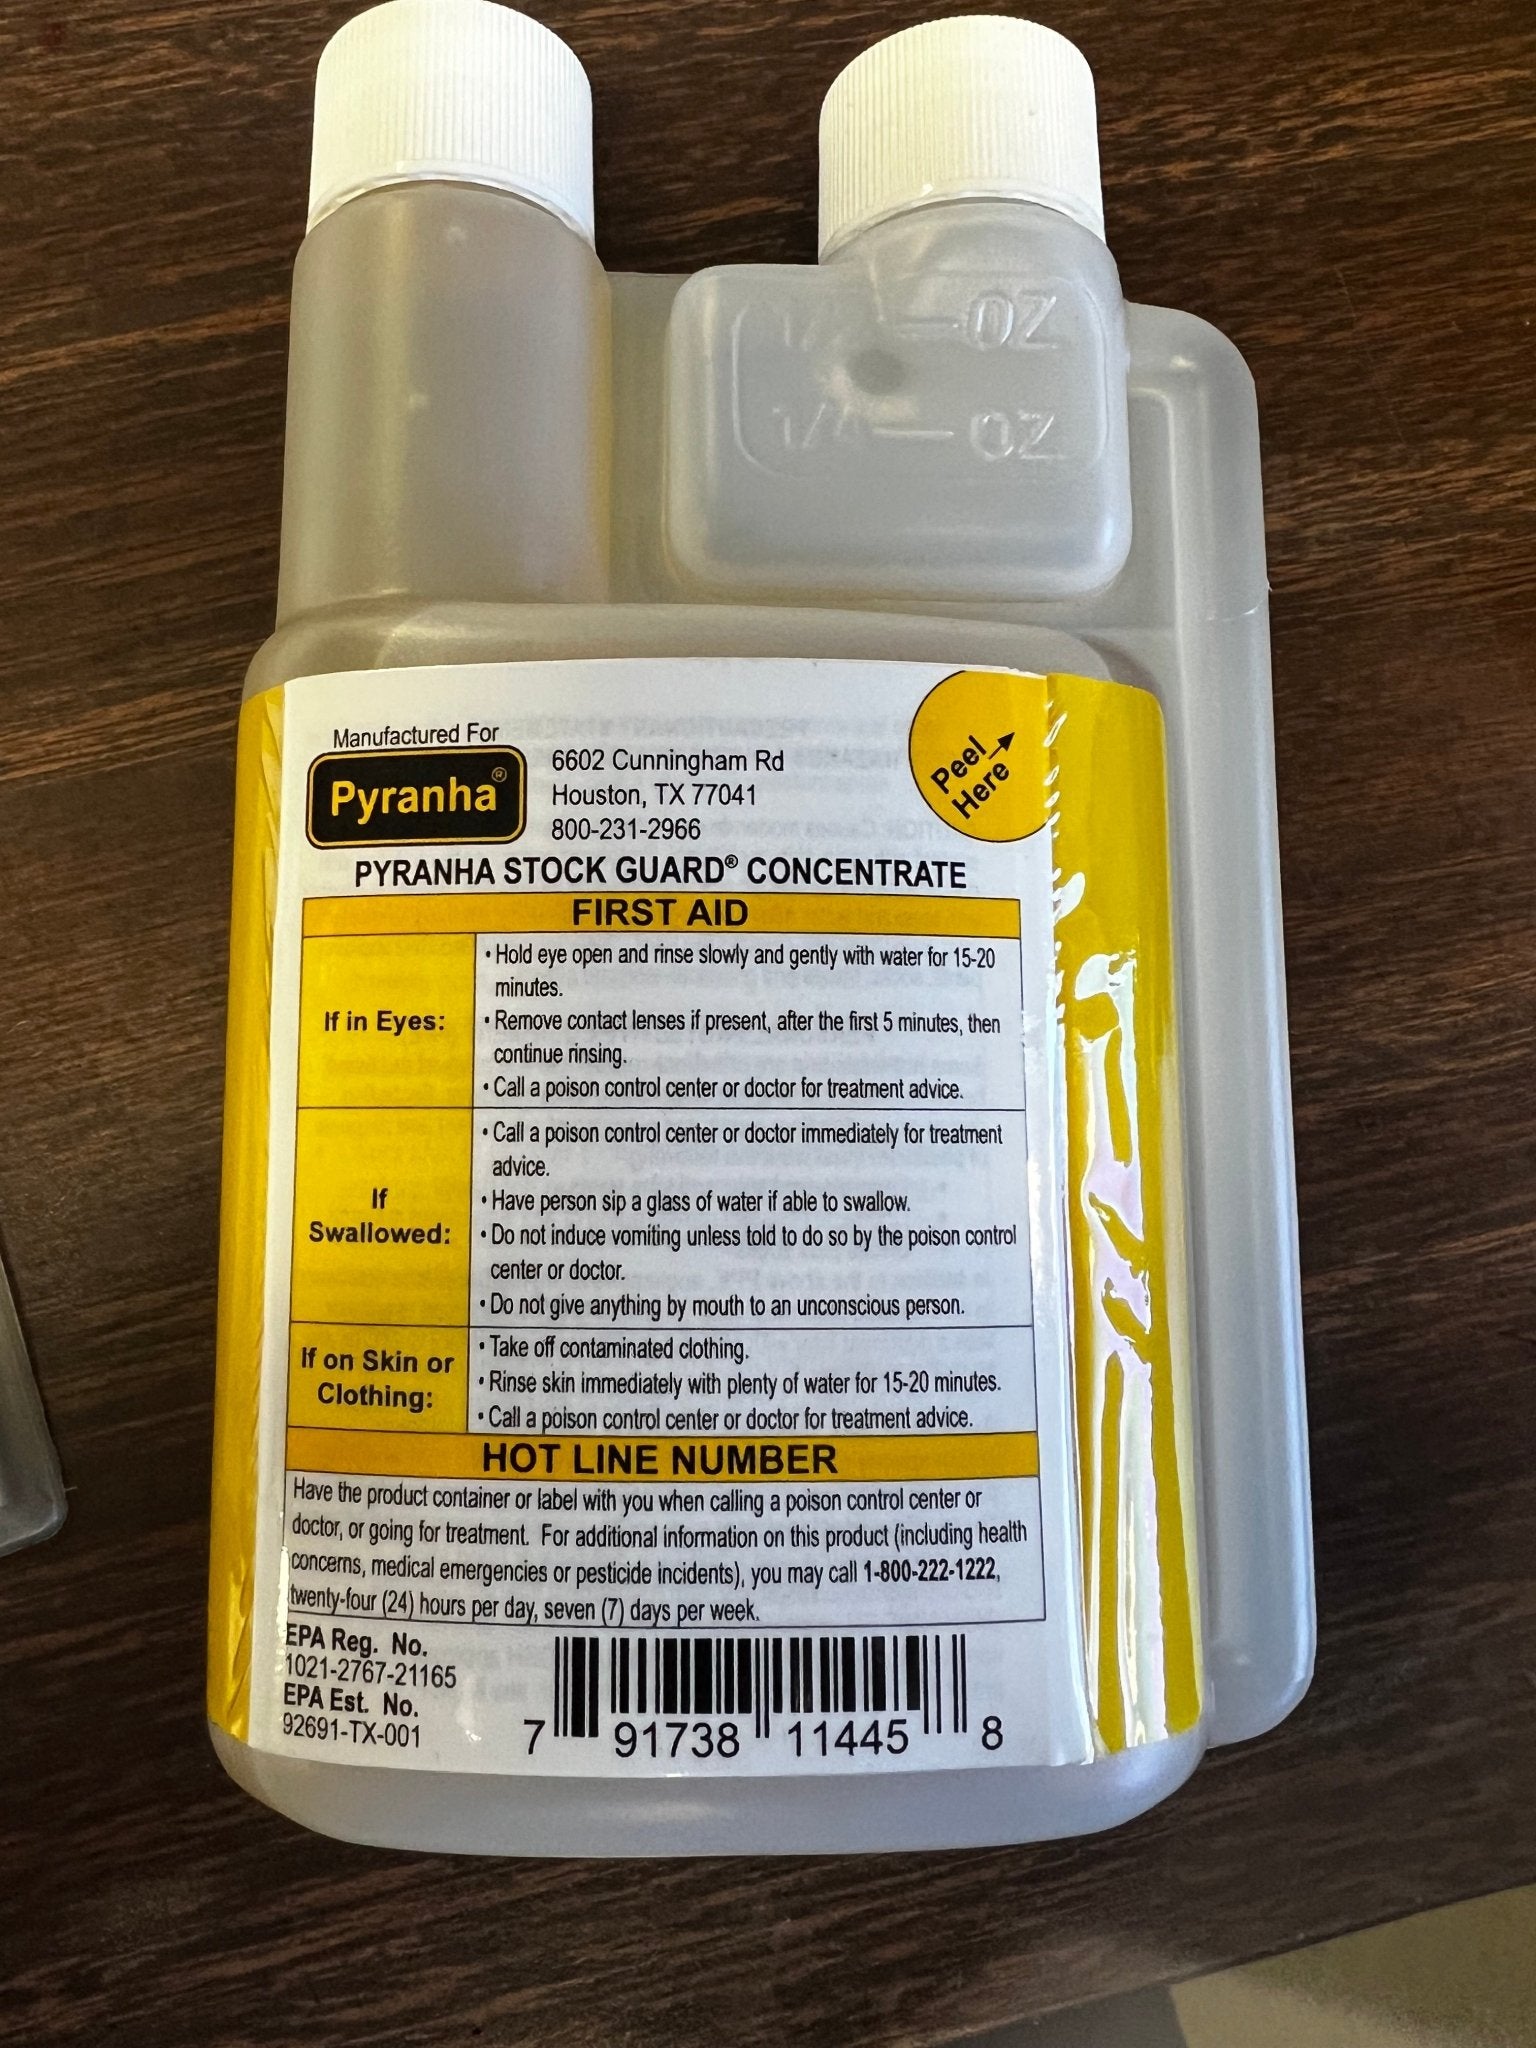 OZ
1/4 OZ
Manufactured For
Pyranha®
6602 Cunningham Rd
Houston, TX 77041
800-231-2966
Peel
Here
PYRANHA STOCK GUARD® CONCENTRATE
FIRST AID
If in Eyes:
• Hold eye open and rinse slowly and gently with water for 15-20
minutes.
• Remove contact lenses if present, after the first 5 minutes, then
continue rinsing.
• Call a poison control center or doctor for treatment advice.
If
Swallowed:
• Call a poison control center or doctor immediately for treatment
advice.
• Have person sip a glass of water if able to swallow.
• Do not induce vomiting unless told to do so by the poison control
center or doctor.
• Do not give anything by mouth to an unconscious person.
If on Skin or
Clothing:
• Take off contaminated clothing.
• Rinse skin immediately with plenty of water for 15-20 minutes.
• Call a poison control center or doctor for treatment advice.
HOT LINE NUMBER
Have the product container or label with you when calling a poison control center or
doctor, or going for treatment. For additional information on this product (including health
concerns, medical emergencies or pesticide incidents), you may call 1-800-222-1222,
twenty-four (24) hours per day, seven (7) days per week.
EPA Reg. No.
1021-2767-21165
EPA Est. No.
92691-TX-001
7 91738 11445 8